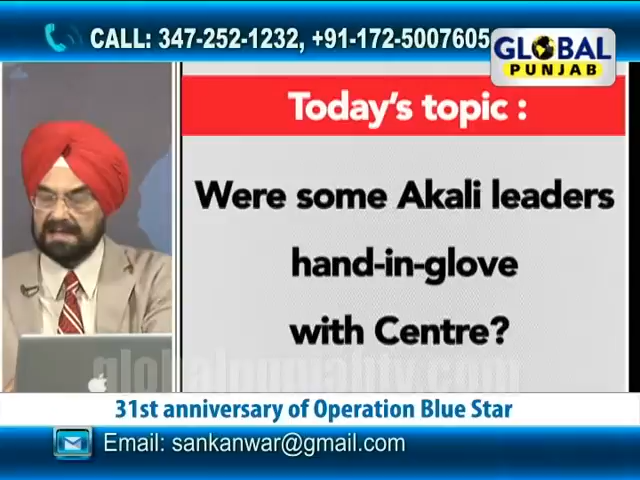 CALL: 347-252-1232, +91-172-5007605
GLOBAL
PUNJAB
Today's topic :
Were some Akali leaders
hand-in-glove
with Centre?
31st anniversary of Operation Blue Star
Email: sankanwar@gmail.com